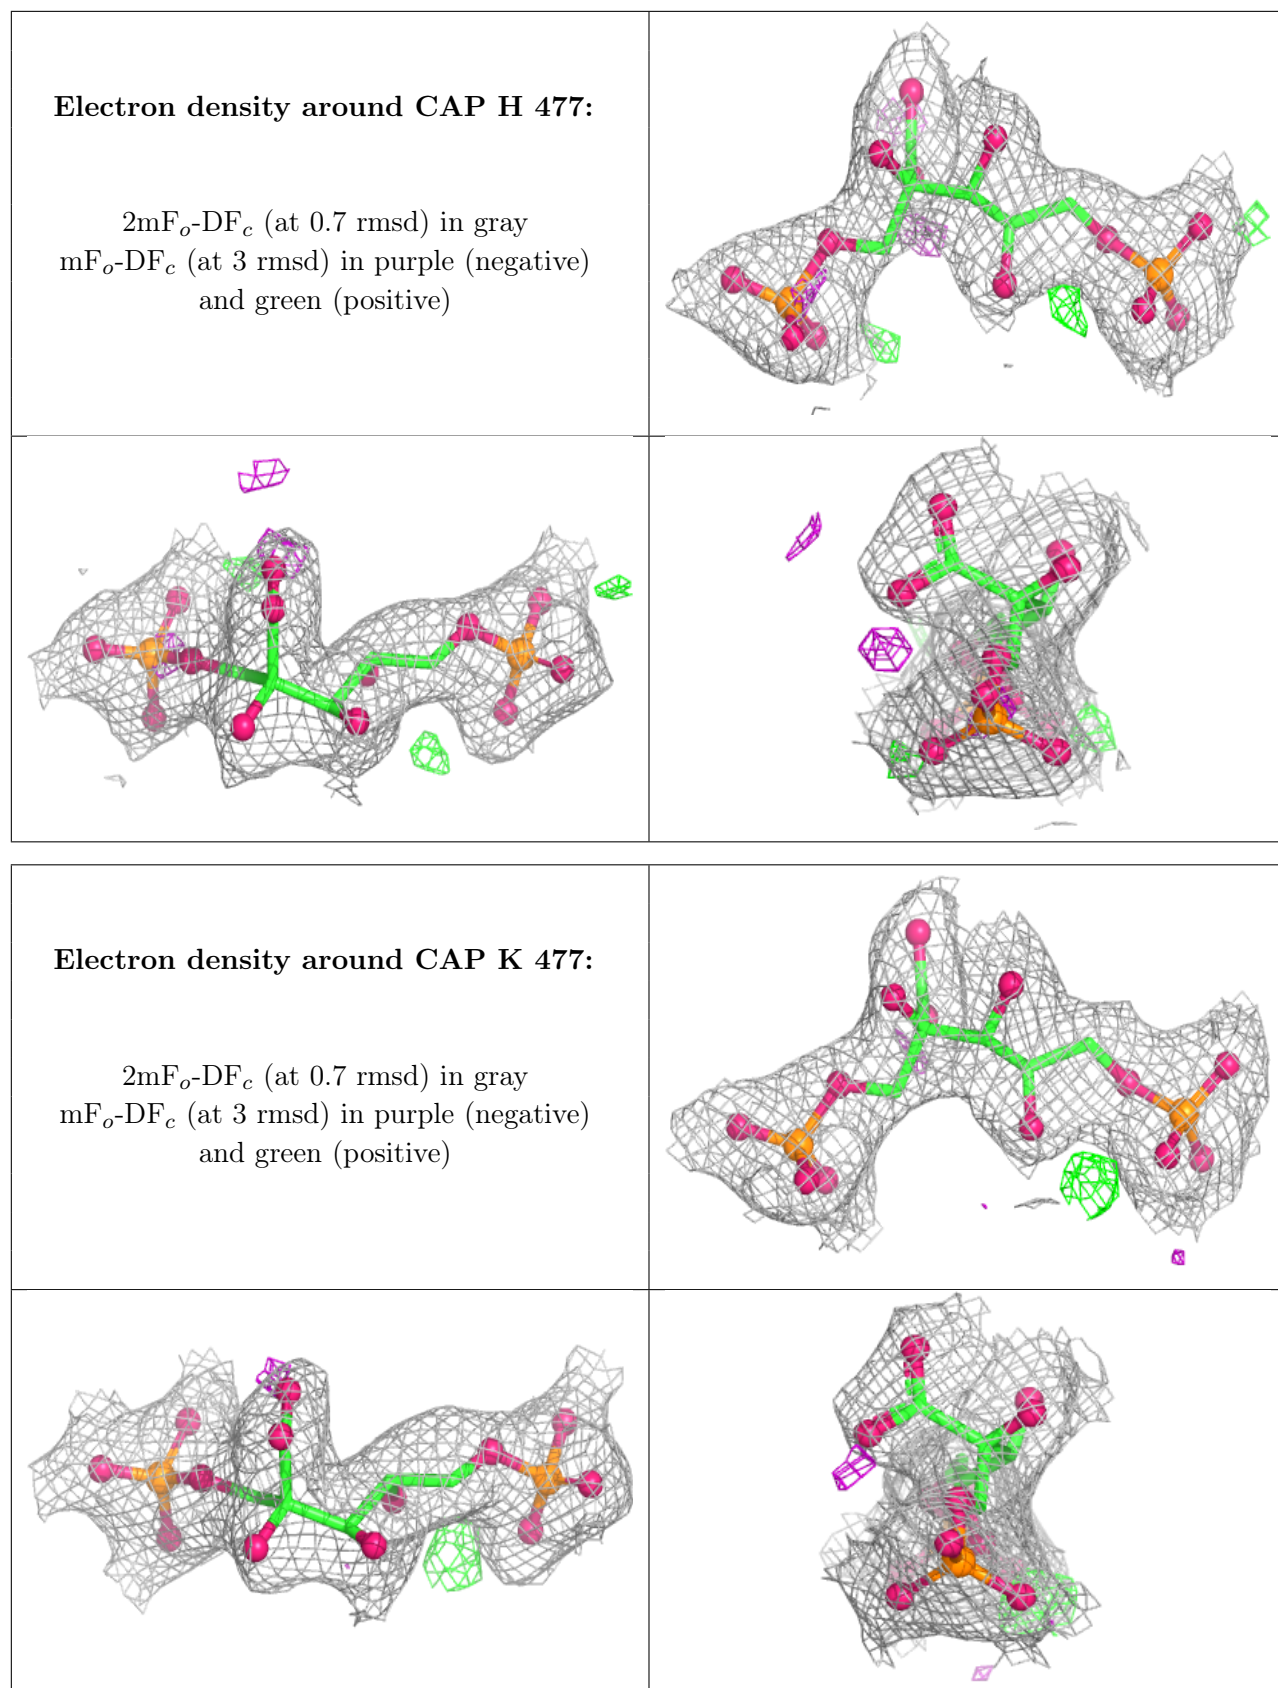 Electron density around CAP H 477:
2mFo-DFc (at 0.7 rmsd) in gray
mFo-DFc (at 3 rmsd) in purple (negative)
and green (positive)
Electron density around CAP K 477:
2mFo-DFc (at 0.7 rmsd) in gray
mFo-DFc (at 3 rmsd) in purple (negative)
and green (positive)